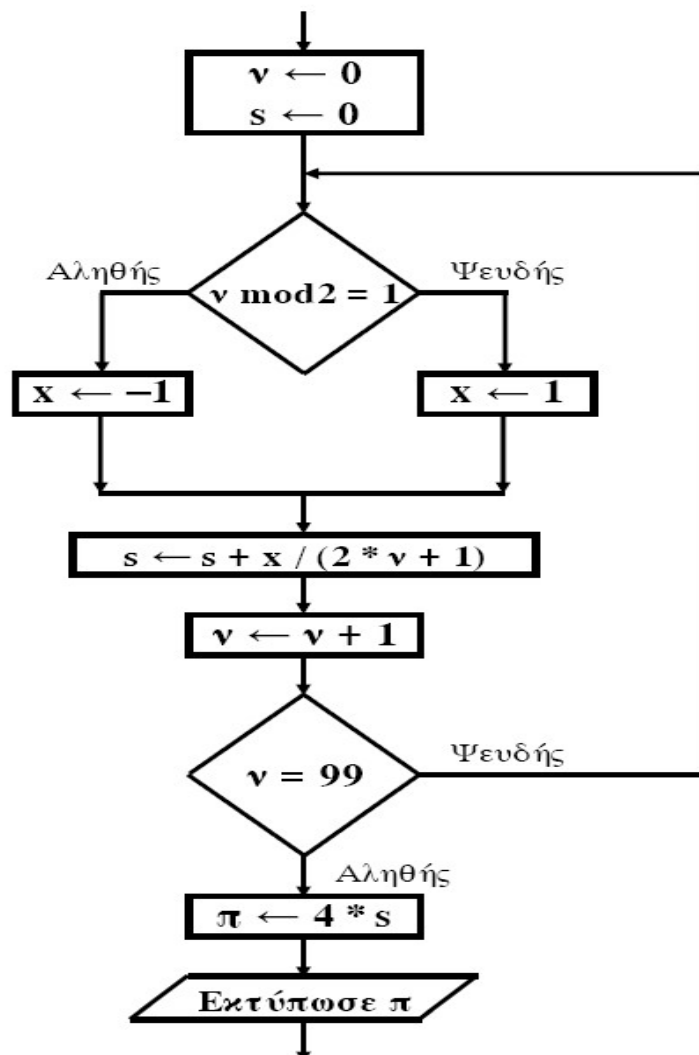 ν ← 0
s ← 0
Αληθής
ν mod2 = 1
Ψευδής
x ← −1
x ← 1
s ← s + x / (2 * ν + 1)
ν ← ν + 1
ν = 99
Ψευδής
Αληθής
π ← 4 * s
Εκτύπωσε π